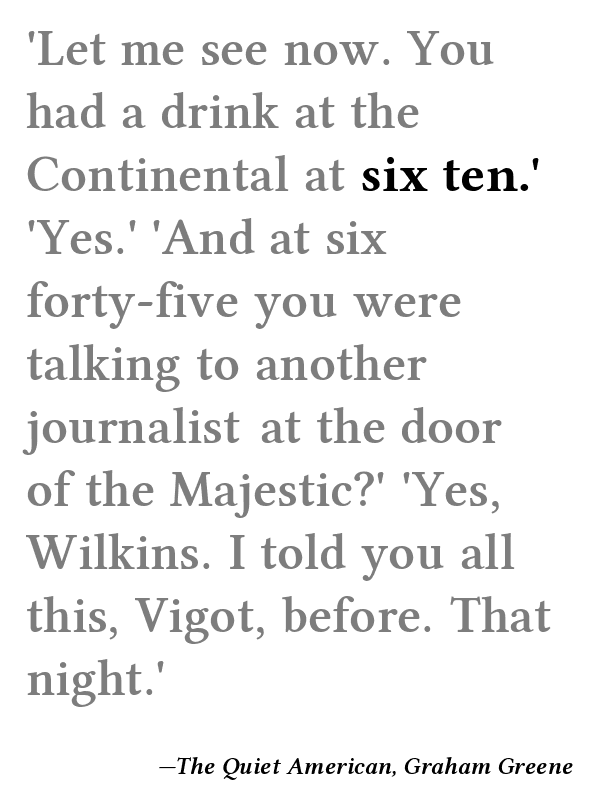 'Let me see now. You
had a drink at the
Continental at six ten.'
'Yes.' 'And at six
forty-five you were
talking to another
journalist at the door
of the Majestic?' 'Yes,
Wilkins. I told you all
this, Vigot, before. That
night.'
—The Quiet American, Graham Greene